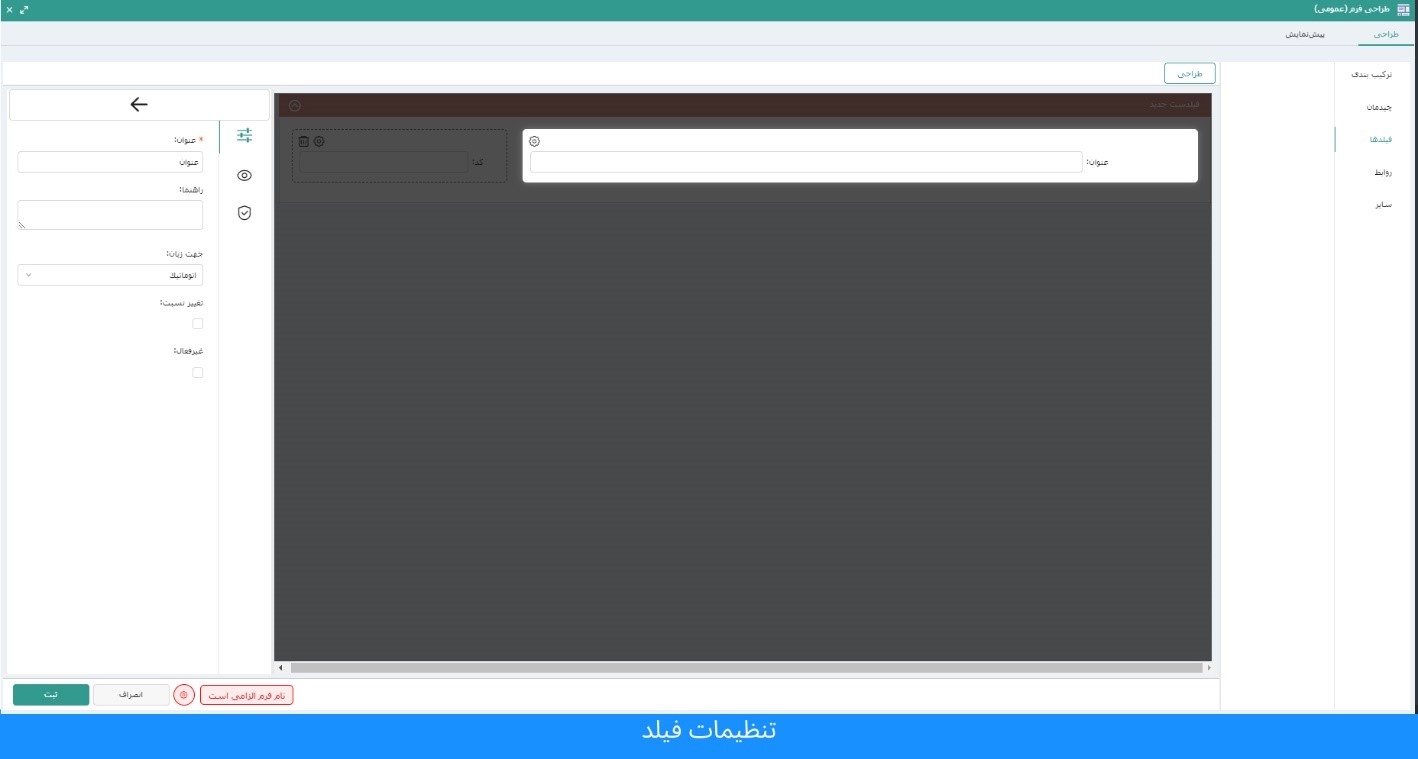 طراحی فرم (عمومی)
طراحی
پیش‌نمایش
ترکیب بندی
چیدمان
فیلدها
روابط
سایر
طراحی
فیلدست جدید
عنوان:
کد:
* عنوان:
عنوان
راهنما:
جهت زبان:
اتوماتیک
تغییر نسبت:
غیرفعال:
نام فرم الزامی است
انصراف
ثبت
تنظیمات فیلد